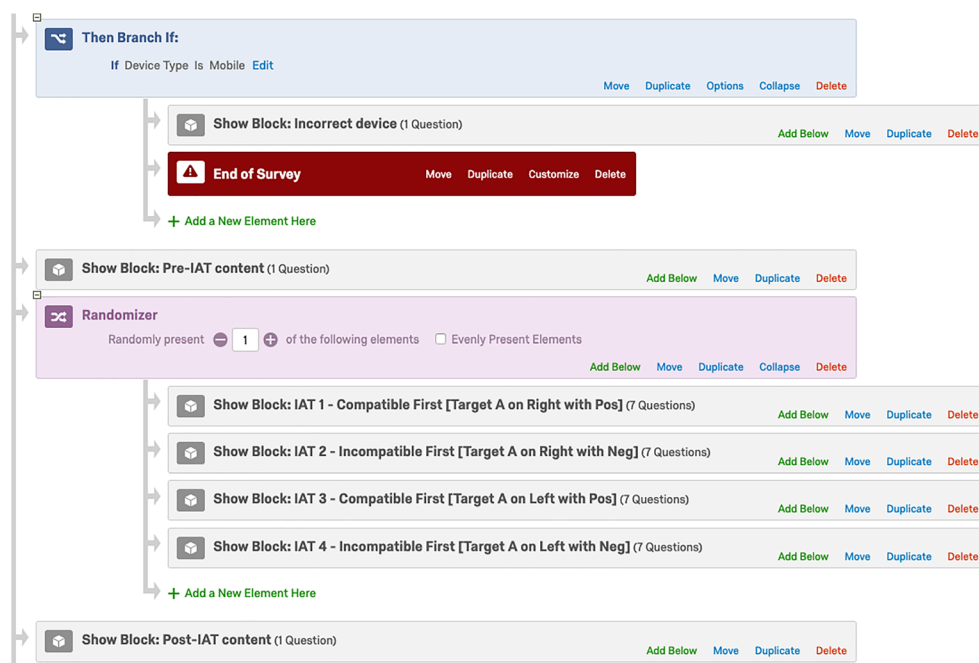 Then Branch If:
If Device Type Is Mobile Edit
Move Duplicate Options Collapse Delete
Show Block: Incorrect device (1 Question)
Add Below Move Duplicate Delete
End of Survey Move Duplicate Customize Delete
+ Add a New Element Here
Show Block: Pre-IAT content (1 Question)
Add Below Move Duplicate Delete
Randomizer
Randomly present 1 of the following elements Evenly Present Elements
Add Below Move Duplicate Collapse Delete
Show Block: IAT 1 - Compatible First [Target A on Right with Pos] (7 Questions)
Add Below Move Duplicate Delete
Show Block: IAT 2 - Incompatible First [Target A on Right with Neg] (7 Questions)
Add Below Move Duplicate Delete
Show Block: IAT 3 - Compatible First [Target A on Left with Pos] (7 Questions)
Add Below Move Duplicate Delete
Show Block: IAT 4 - Incompatible First [Target A on Left with Neg] (7 Questions)
Add Below Move Duplicate Delete
+ Add a New Element Here
Show Block: Post-IAT content (1 Question)
Add Below Move Duplicate Delete